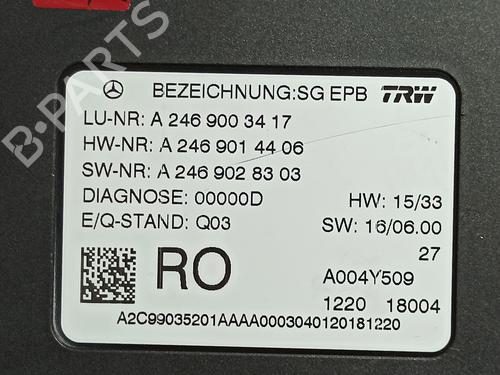 B-PARTS
BEZEICHNUNG:SG EPB TRW
LU-NR: A 246 900 34 17
HW-NR: A 246 901 44 06
SW-NR: A 246 902 83 03
DIAGNOSE: 00000D HW: 15/33
E/Q-STAND: Q03 SW: 16/06.00
27
RO A004Y509
1220 18004
A2C99035201AAAA0003040120181220